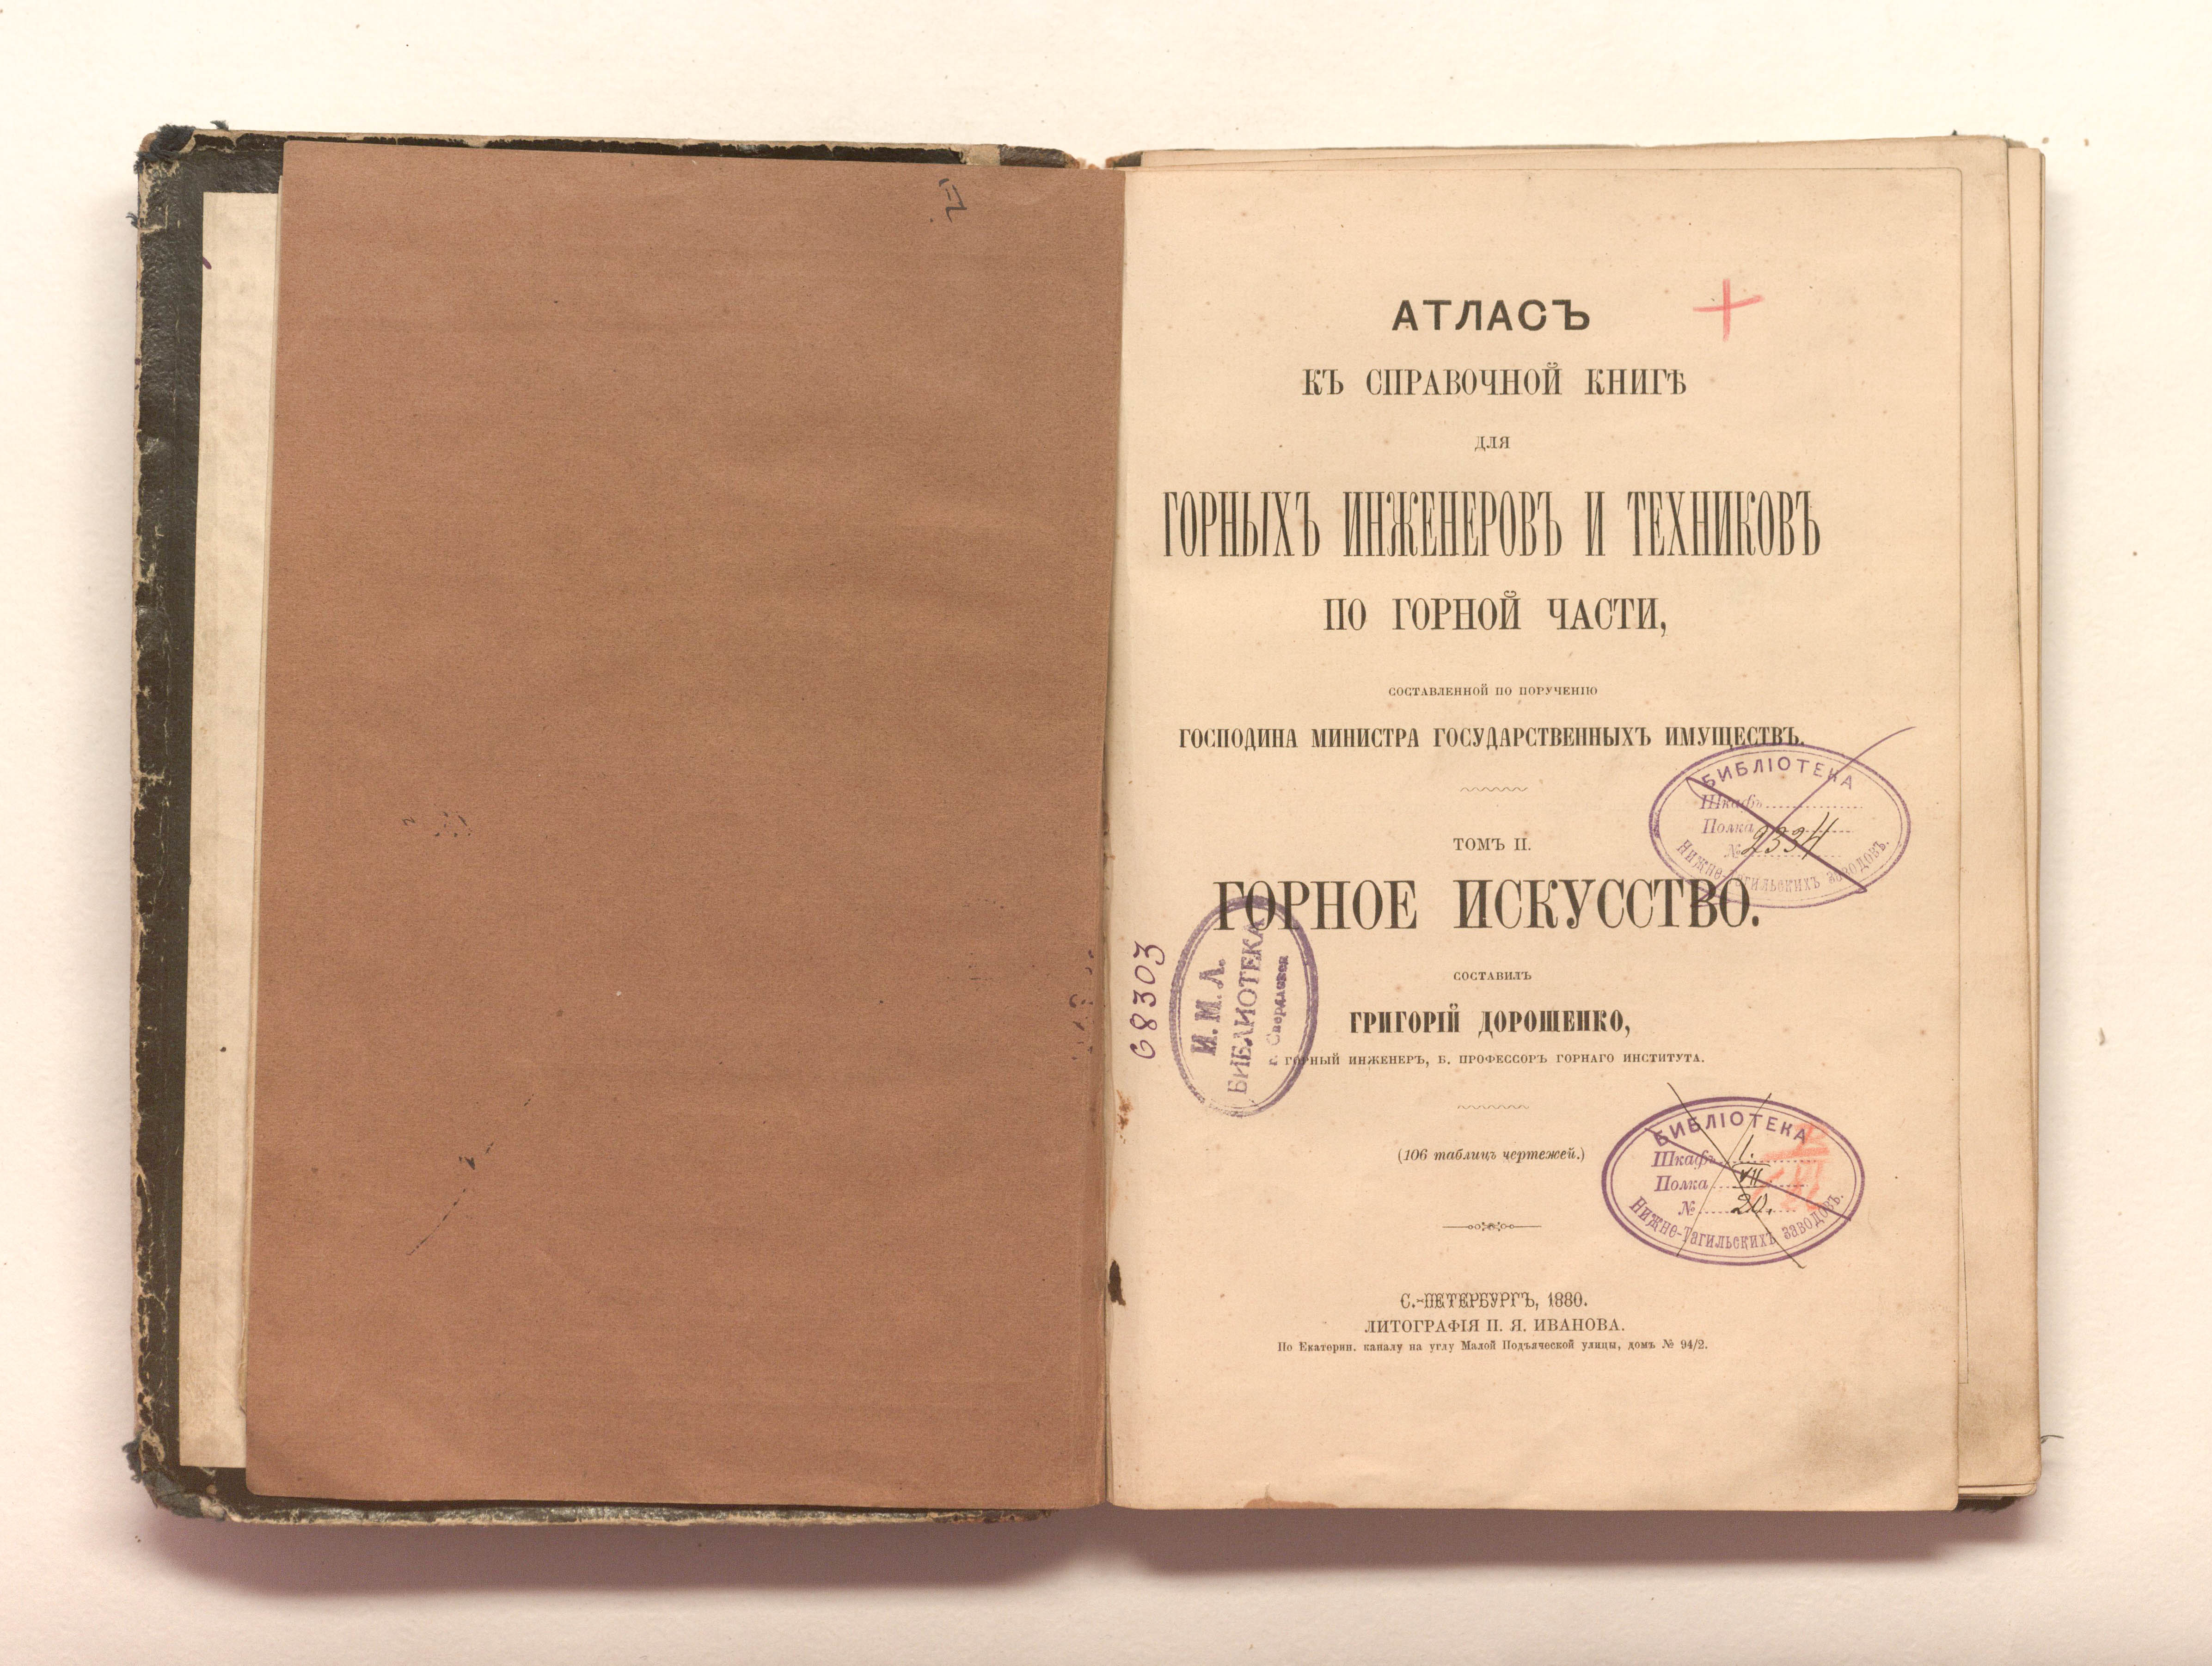 АТЛАСЪ
КЪ СПРАВОЧНОЙ КНИГѢ
ДЛЯ
ГОРНЫХЪ ИНЖЕНЕРОВЪ И ТЕХНИКОВЪ
ПО ГОРНОЙ ЧАСТИ,
СОСТАВЛЕННОЙ ПО ПОРУЧЕНІЮ
ГОСПОДИНА МИНИСТРА ГОСУДАРСТВЕННЫХЪ ИМУЩЕСТВЪ.
БИБЛІОТЕКА
Шкафъ
Полка
№ 2334
Нижне-Тагильскихъ заводовъ.
ТОМЪ II.
ГОРНОЕ ИСКУССТВО.
СОСТАВИЛЪ
ГРИГОРІЙ ДОРОШЕНКО,
ГОРНЫЙ ИНЖЕНЕРЪ, Б. ПРОФЕССОРЪ ГОРНАГО ИНСТИТУТА.
68303
И. М. Л.
БИБЛИОТЕКА
г. Свердловск
(106 таблицъ чертежей.)
БИБЛІОТЕКА
Шкафъ I.
Полка VII
№ 20.
Нижне-Тагильскихъ заводовъ.
С.-ПЕТЕРБУРГЪ, 1880.
ЛИТОГРАФІЯ П. Я. ИВАНОВА.
По Екатерин. каналу на углу Малой Подъяческой улицы, домъ № 94/2.